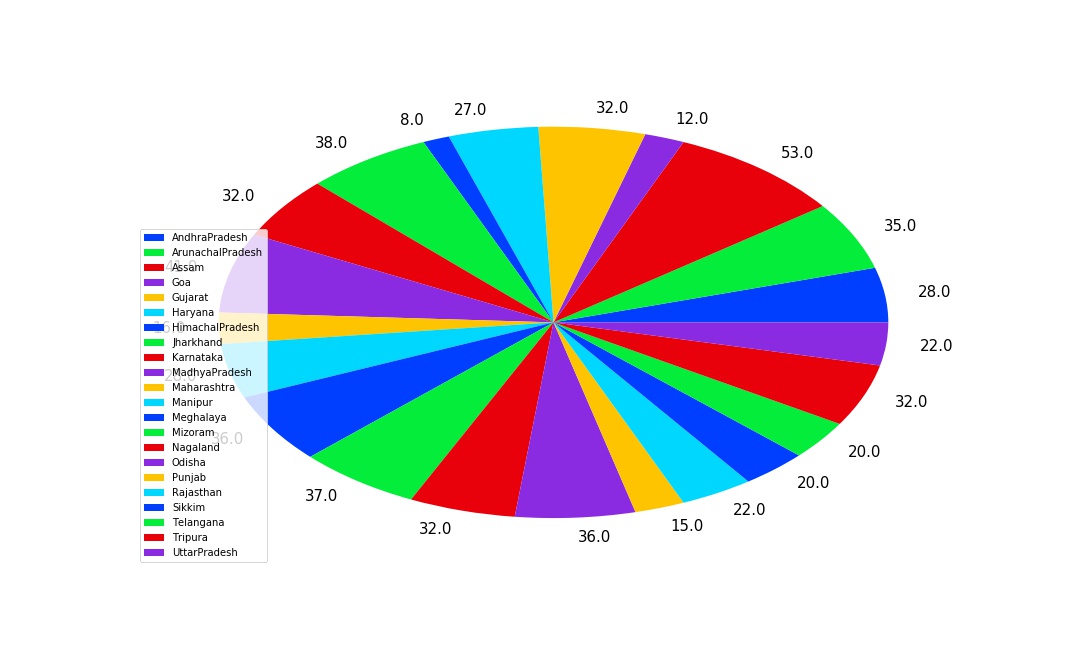 8.0
27.0
32.0
12.0
38.0
53.0
32.0
35.0
28.0
22.0
32.0
36.0
20.0
20.0
37.0
22.0
32.0
15.0
36.0
AndhraPradesh
ArunachalPradesh
Assam
Goa
Gujarat
Haryana
HimachalPradesh
Jharkhand
Karnataka
MadhyaPradesh
Maharashtra
Manipur
Meghalaya
Mizoram
Nagaland
Odisha
Punjab
Rajasthan
Sikkim
Telangana
Tripura
UttarPradesh